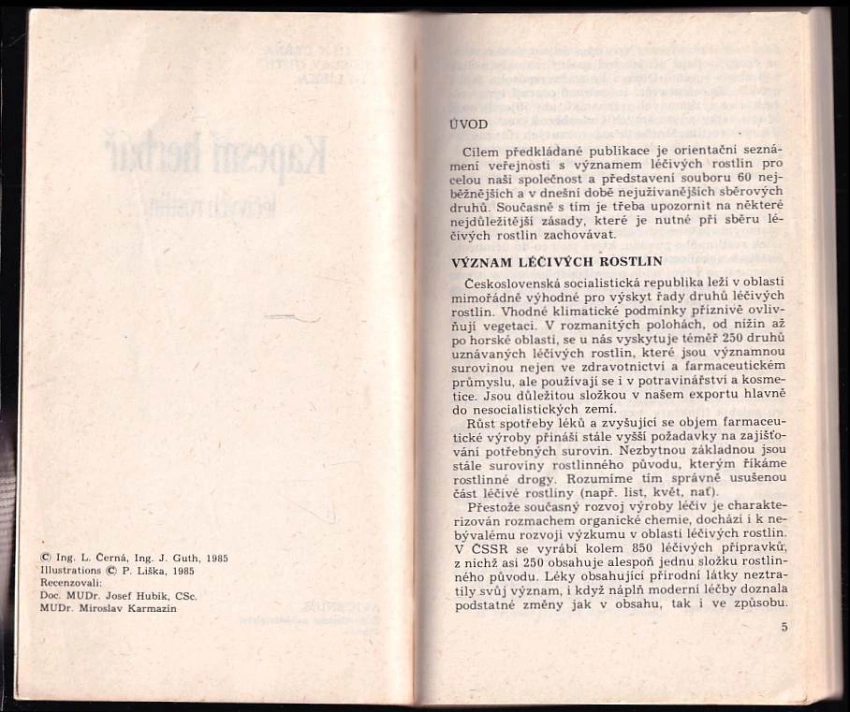 © Ing. L. Černá, Ing. J. Guth, 1985
Illustrations © P. Liška, 1985
Recenzovali:
Doc. MUDr. Josef Hubík, CSc.
MUDr. Miroslav Karmazín
ÚVOD
Cílem předkládané publikace je orientační sezná-
mení veřejnosti s významem léčivých rostlin pro
celou naši společnost a představení souboru 60 nej-
běžnějších a v dnešní době nejužívanějších sběrových
druhů. Současně s tím je třeba upozornit na některé
nejdůležitější zásady, které je nutné při sběru lé-
čivých rostlin zachovávat.
VÝZNAM LÉČIVÝCH ROSTLIN
Československá socialistická republika leží v oblasti
mimořádně výhodné pro výskyt řady druhů léčivých
rostlin. Vhodné klimatické podmínky příznivě ovliv-
ňují vegetaci. V rozmanitých polohách, od nížin až
po horské oblasti, se u nás vyskytuje téměř 250 druhů
uznávaných léčivých rostlin, které jsou významnou
surovinou nejen ve zdravotnictví a farmaceutickém
průmyslu, ale používají se i v potravinářství a kosme-
tice. Jsou důležitou složkou v našem exportu hlavně
do nesocialistických zemí.
Růst spotřeby léků a zvyšující se objem farmaceu-
tické výroby přináší stále vyšší požadavky na zajišťo-
vání potřebných surovin. Nezbytnou základnou jsou
stále suroviny rostlinného původu, kterým říkáme
rostlinné drogy. Rozumíme tím správně usušenou
část léčivé rostliny (např. list, květ, nať).
Přestože současný rozvoj výroby léčiv je charakte-
rizován rozmachem organické chemie, dochází i k ne-
bývalému rozvoji výzkumu v oblasti léčivých rostlin.
V ČSSR se vyrábí kolem 850 léčivých přípravků,
z nichž asi 250 obsahuje alespoň jednu složku rostlin-
ného původu. Léky obsahující přírodní látky neztra-
tily svůj význam, i když náplň moderní léčby doznala
podstatné změny jak v obsahu, tak i ve způsobu.
5